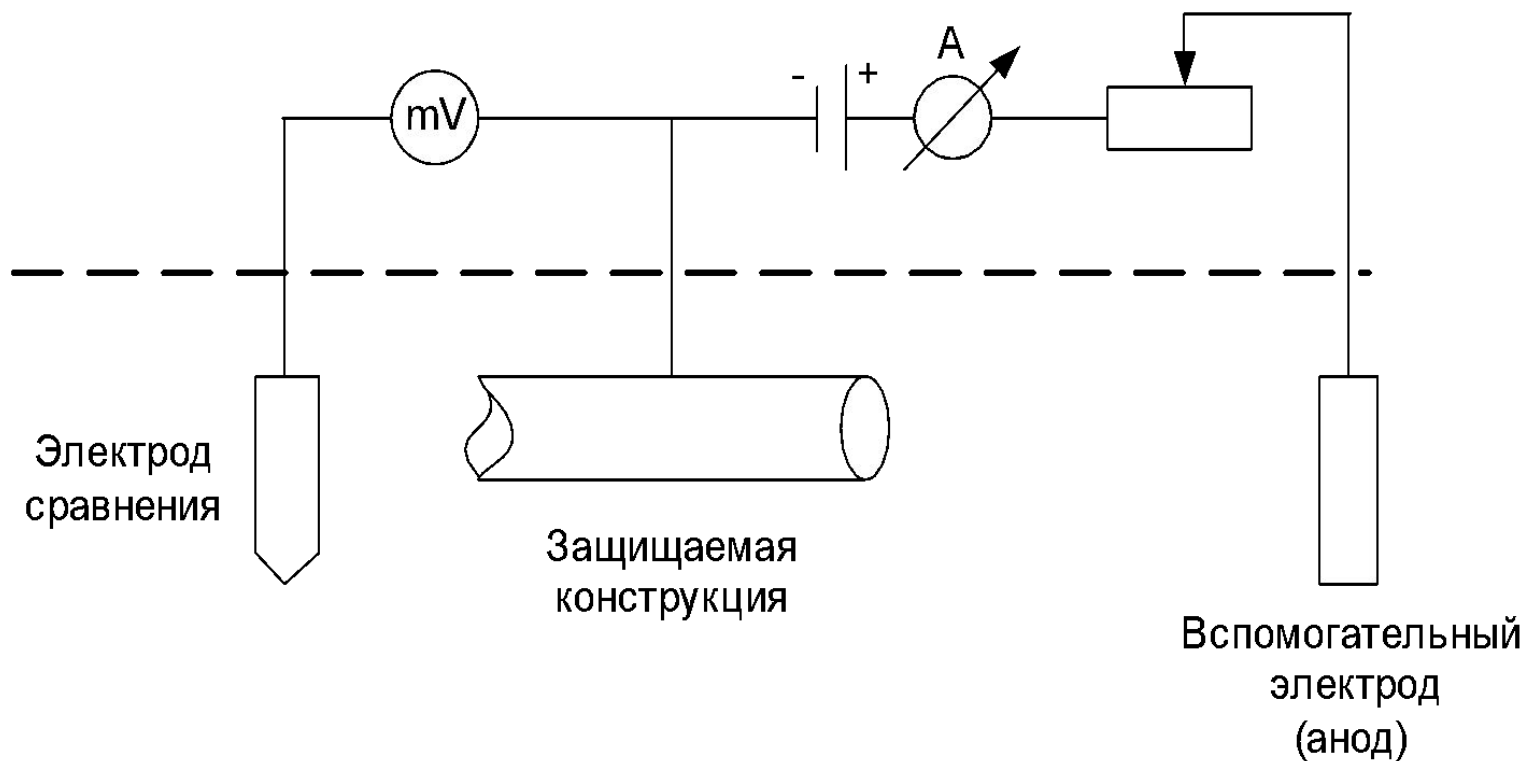 A
mV
- +
Электрод
сравнения
Защищаемая
конструкция
Вспомогательный
электрод
(анод)